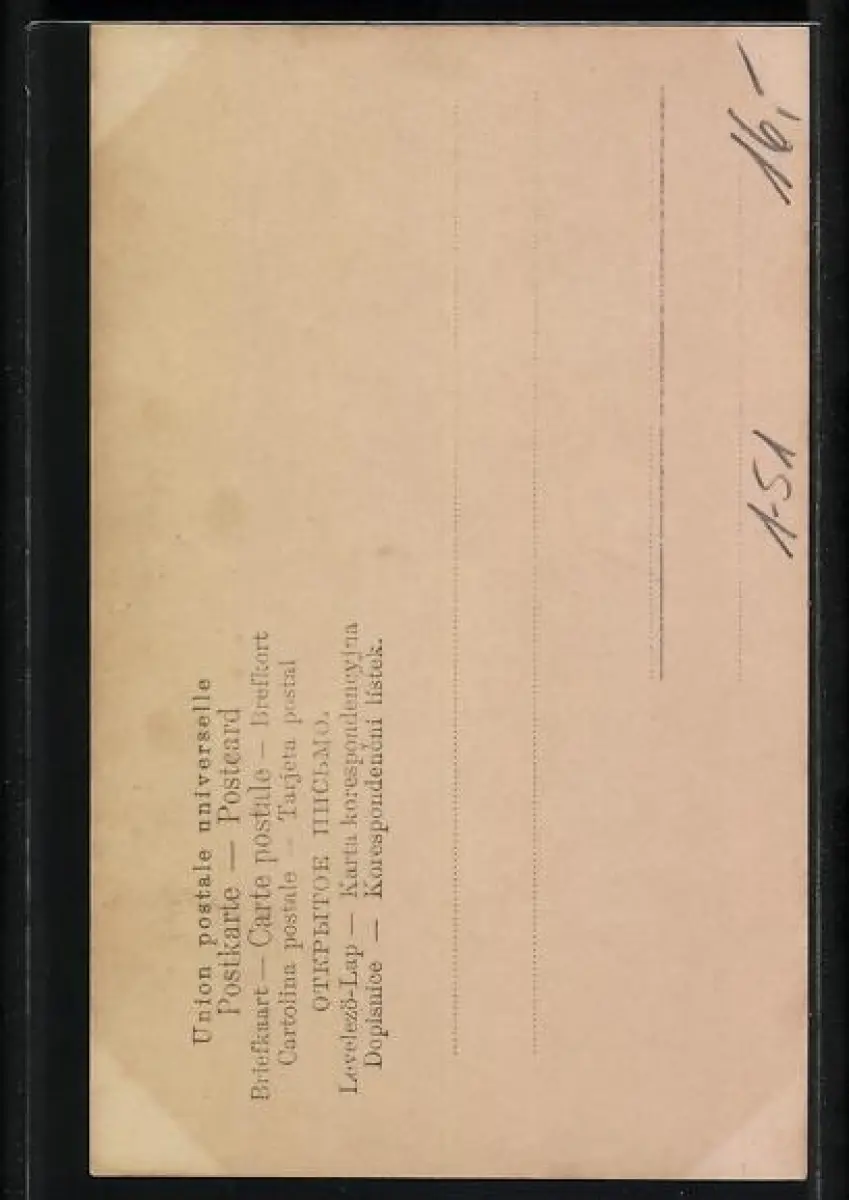 Union postale universelle
Postkarte — Postcard
Briefkaart — Carte postale — Brefkort
Cartolina postale — Tarjeta postal
ОТКРЫТОЕ ПИСЬМО.
Levelező-Lap — Karta korespondencyjna
Dopisnice — Korespondenční lístek.
16,-
1-51